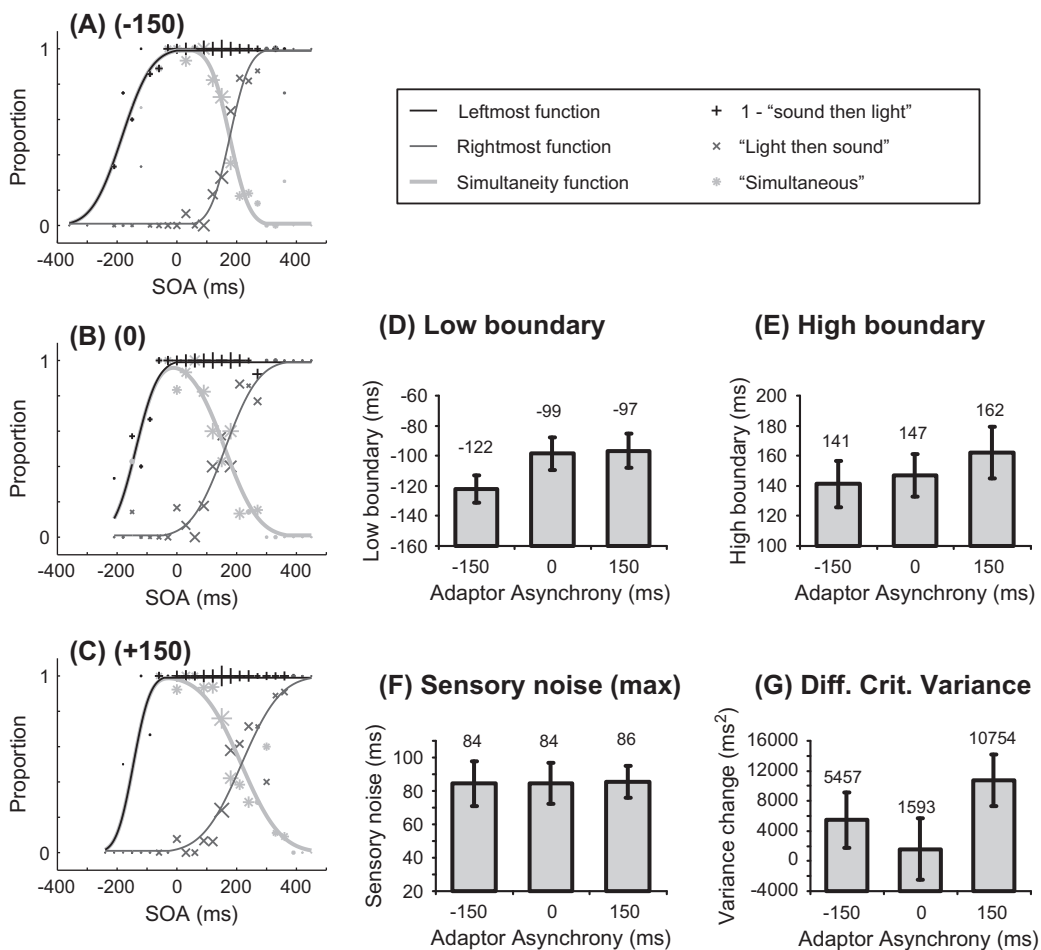 (A) (-150)
1
Proportion
0
-400 -200 0 200 400
SOA (ms)
Leftmost function
Rightmost function
Simultaneity function
1 - “sound then light”
“Light then sound”
“Simultaneous”
(B) (0)
1
Proportion
0
-400 -200 0 200 400
SOA (ms)
(C) (+150)
1
Proportion
0
-400 -200 0 200 400
SOA (ms)
(D) Low boundary
Low boundary (ms)
-60
-80
-100
-120
-140
-160
-122
-99
-97
-150 0 150
Adaptor Asynchrony (ms)
(E) High boundary
High boundary (ms)
200
180
160
140
120
100
141
147
162
-150 0 150
Adaptor Asynchrony (ms)
(F) Sensory noise (max)
Sensory noise (ms)
100
80
60
40
20
84
84
86
-150 0 150
Adaptor Asynchrony (ms)
(G) Diff. Crit. Variance
Variance change (ms²)
16000
12000
8000
4000
0
-4000
5457
1593
10754
-150 0 150
Adaptor Asynchrony (ms)